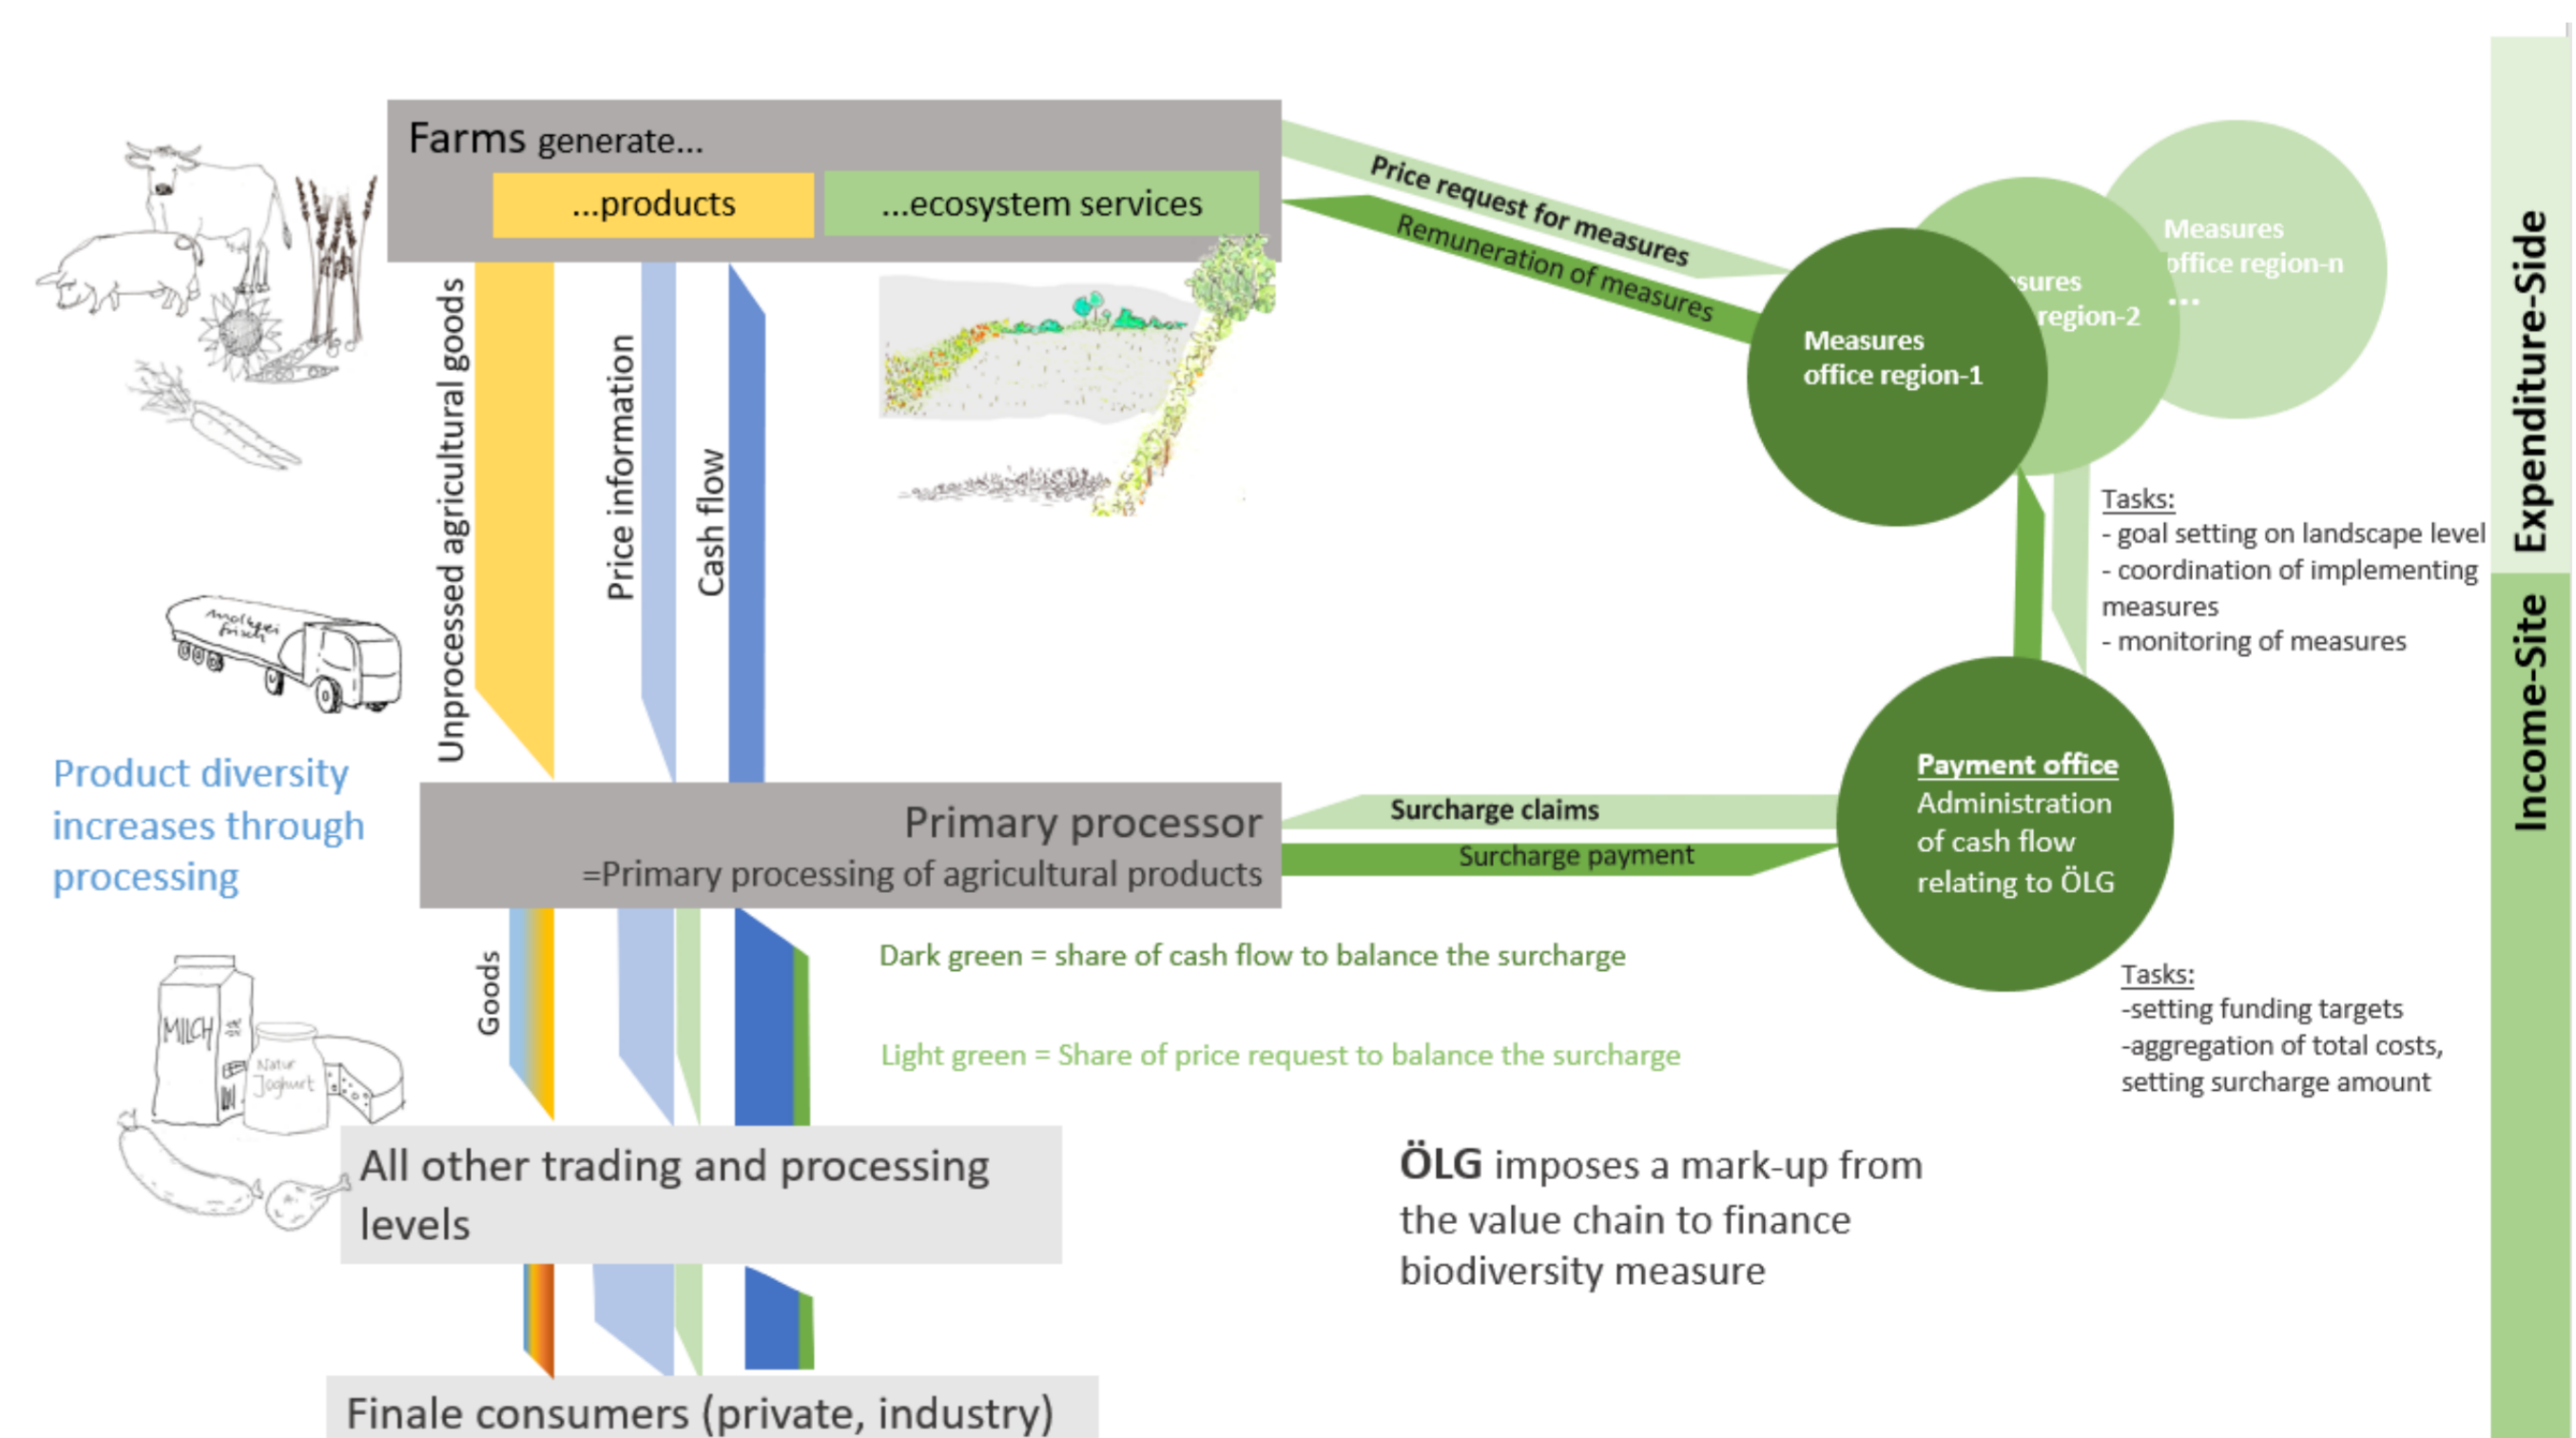 Farms generate...
...products
...ecosystem services
Price request for measures
Remuneration of measures
Measures
office region-n
...
sures
region-2
Measures
office region-1
Expenditure-Side
Unprocessed agricultural goods
Price information
Cash flow
Tasks:
- goal setting on landscape level
- coordination of implementing
measures
- monitoring of measures
molkerei
frisch
Income-Site
Product diversity
increases through
processing
Primary processor
=Primary processing of agricultural products
Surcharge claims
Surcharge payment
Payment office
Administration
of cash flow
relating to ÖLG
Goods
Dark green = share of cash flow to balance the surcharge
Light green = Share of price request to balance the surcharge
Tasks:
-setting funding targets
-aggregation of total costs,
setting surcharge amount
MILCH
Natur
Joghurt
All other trading and processing
levels
ÖLG imposes a mark-up from
the value chain to finance
biodiversity measure
Finale consumers (private, industry)